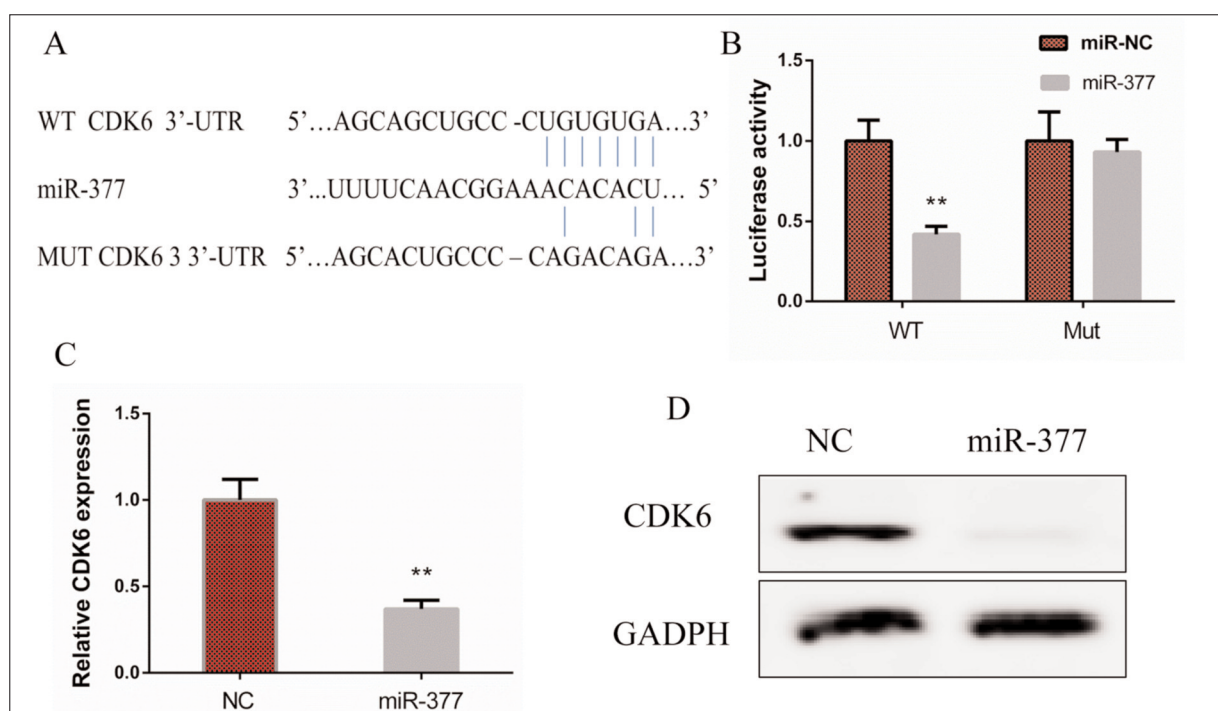 A
WT CDK6 3’-UTR 5’…AGCAGCUGCC -CUGUGUGA…3’
miR-377 3’...UUUUCAACGGAAACACACU… 5’
MUT CDK6 3 3’-UTR 5’…AGCACUGCCC – CAGACAGA…3’
B
miR-NC
miR-377
Luciferase activity
1.5
1.0
0.5
0.0
**
WT Mut
C
Relative CDK6 expression
1.5
1.0
0.5
0.0
**
NC miR-377
D
NC miR-377
CDK6
GADPH